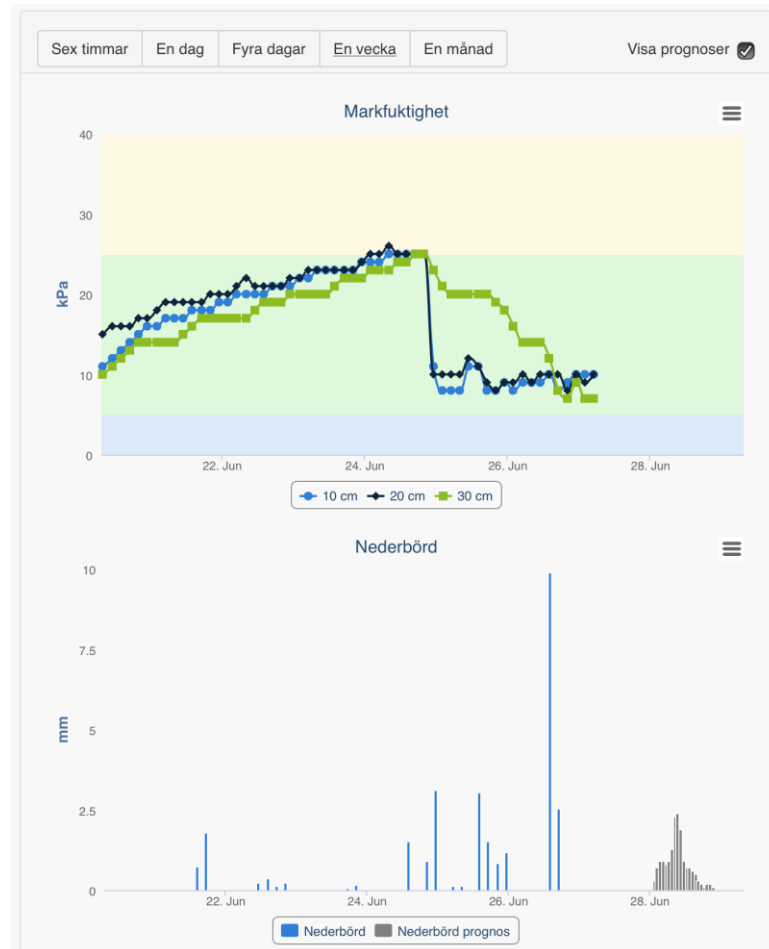 Sex timmar En dag Fyra dagar En vecka En månad Visa prognoser
Markfuktighet
40
30
20
10
0
kPa
22. Jun 24. Jun 26. Jun 28. Jun
10 cm 20 cm 30 cm
Nederbörd
10
7.5
5
2.5
0
mm
22. Jun 24. Jun 26. Jun 28. Jun
Nederbörd Nederbörd prognos